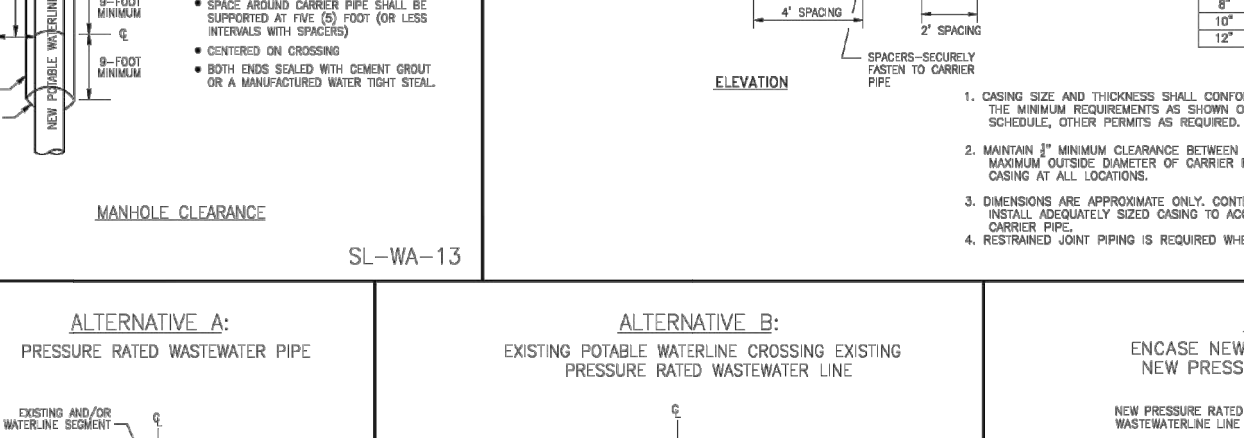 9-FOOT
MINIMUM
℄
9-FOOT
MINIMUM
NEW POTABLE WATERLINE
• SPACE AROUND CARRIER PIPE SHALL BE
SUPPORTED AT FIVE (5) FOOT (OR LESS
INTERVALS WITH SPACERS)
• CENTERED ON CROSSING
• BOTH ENDS SEALED WITH CEMENT GROUT
OR A MANUFACTURED WATER TIGHT STEAL.
MANHOLE CLEARANCE
SL-WA-13
4' SPACING
2' SPACING
SPACERS-SECURELY
FASTEN TO CARRIER
PIPE
ELEVATION
8"
10"
12"
1. CASING SIZE AND THICKNESS SHALL CONFO
THE MINIMUM REQUIREMENTS AS SHOWN O
SCHEDULE, OTHER PERMITS AS REQUIRED.
2. MAINTAIN ½" MINIMUM CLEARANCE BETWEEN
MAXIMUM OUTSIDE DIAMETER OF CARRIER
CASING AT ALL LOCATIONS.
3. DIMENSIONS ARE APPROXIMATE ONLY. CONT
INSTALL ADEQUATELY SIZED CASING TO AC
CARRIER PIPE.
4. RESTRAINED JOINT PIPING IS REQUIRED WHE
ALTERNATIVE A:
PRESSURE RATED WASTEWATER PIPE
EXISTING AND/OR
WATERLINE SEGMENT
℄
ALTERNATIVE B:
EXISTING POTABLE WATERLINE CROSSING EXISTING
PRESSURE RATED WASTEWATER LINE
℄
ENCASE NEW
NEW PRESS
NEW PRESSURE RATED
WASTEWATERLINE LINE